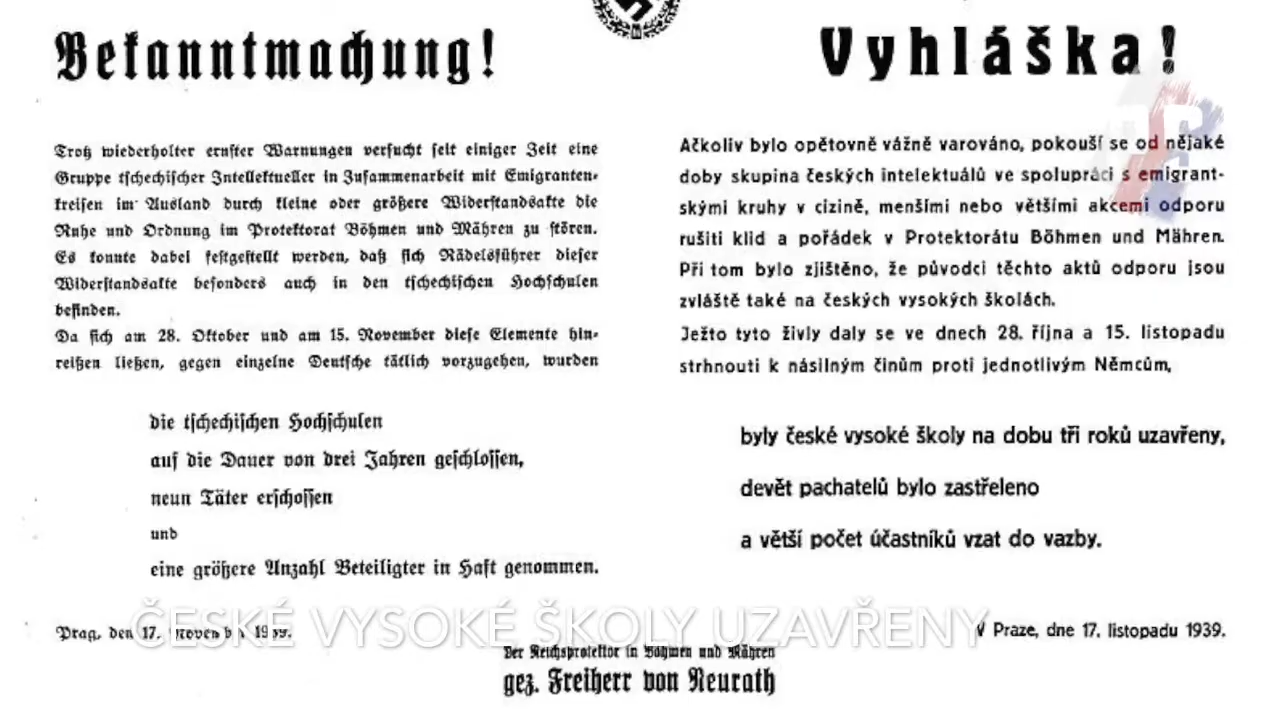 Bekanntmachung!
Trotz wiederholter ernster Warnungen versucht seit einiger Zeit eine
Gruppe tschechischer Intellektueller in Zusammenarbeit mit Emigranten-
kreisen im Ausland durch kleine oder größere Widerstandsakte die
Ruhe und Ordnung im Protektorat Böhmen und Mähren zu stören.
Es konnte dabei festgestellt werden, daß sich Rädelsführer dieser
Widerstandsakte besonders auch in den tschechischen Hochschulen
befinden.
Da sich am 28. Oktober und am 15. November diese Elemente hin-
reißen ließen, gegen einzelne Deutsche tätlich vorzugehen, wurden
die tschechischen Hochschulen
auf die Dauer von drei Jahren geschlossen,
neun Täter erschossen
und
eine größere Anzahl Beteiligter in Haft genommen.
Prag, den 17. November 1939.
Vyhláška!
Ačkoliv bylo opětovně vážně varováno, pokouší se od nějaké
doby skupina českých intelektuálů ve spolupráci s emigrant-
skými kruhy v cizině, menšími nebo většími akcemi odporu
rušiti klid a pořádek v Protektorátu Böhmen und Mähren.
Při tom bylo zjištěno, že původci těchto aktů odporu jsou
zvláště také na českých vysokých školách.
Ježto tyto živly daly se ve dnech 28. října a 15. listopadu
strhnouti k násilným činům proti jednotlivým Němcům,
byly české vysoké školy na dobu tří roků uzavřeny,
devět pachatelů bylo zastřeleno
a větší počet účastníků vzat do vazby.
V Praze, dne 17. listopadu 1939.
Der Reichsprotektor in Böhmen und Mähren
gez. Freiherr von Neurath
ČESKÉ VYSOKÉ ŠKOLY UZAVŘENY